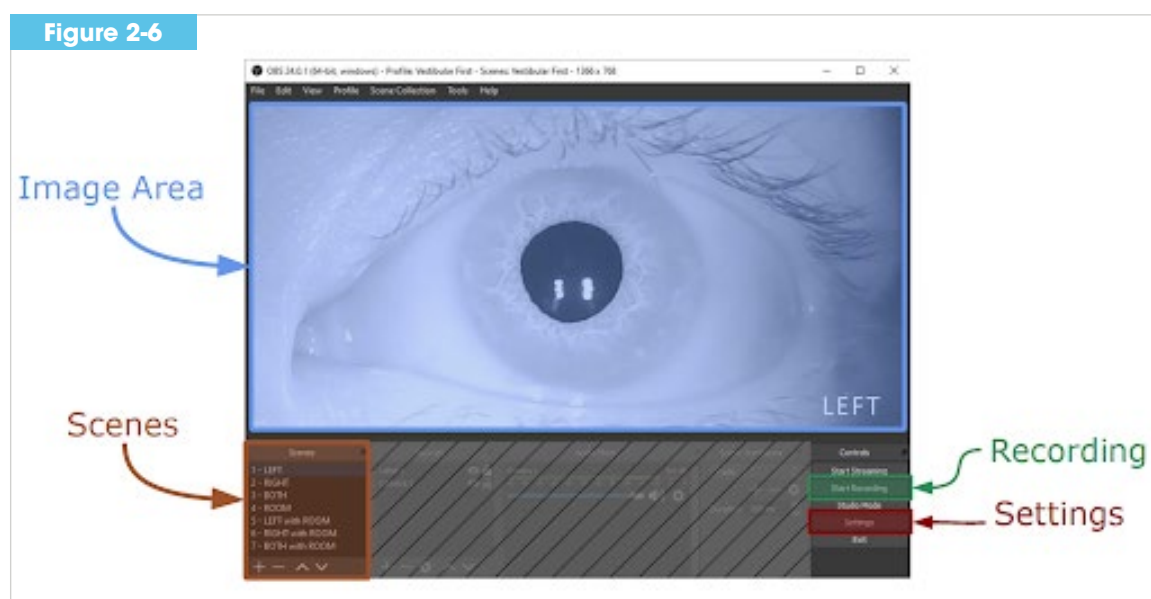 Figure 2-6
OBS 24.0.1 (64-bit, windows) - Profile: Vestibular First - Scenes: Vestibular First - 1366 x 768
File Edit View Profile Scene Collection Tools Help
Image Area
LEFT
Scenes
Scenes
1 - LEFT
2 - RIGHT
3 - BOTH
4 - ROOM
5 - LEFT with ROOM
6 - RIGHT with ROOM
7 - BOTH with ROOM
Controls
Start Streaming
Start Recording
Studio Mode
Settings
Exit
Recording
Settings